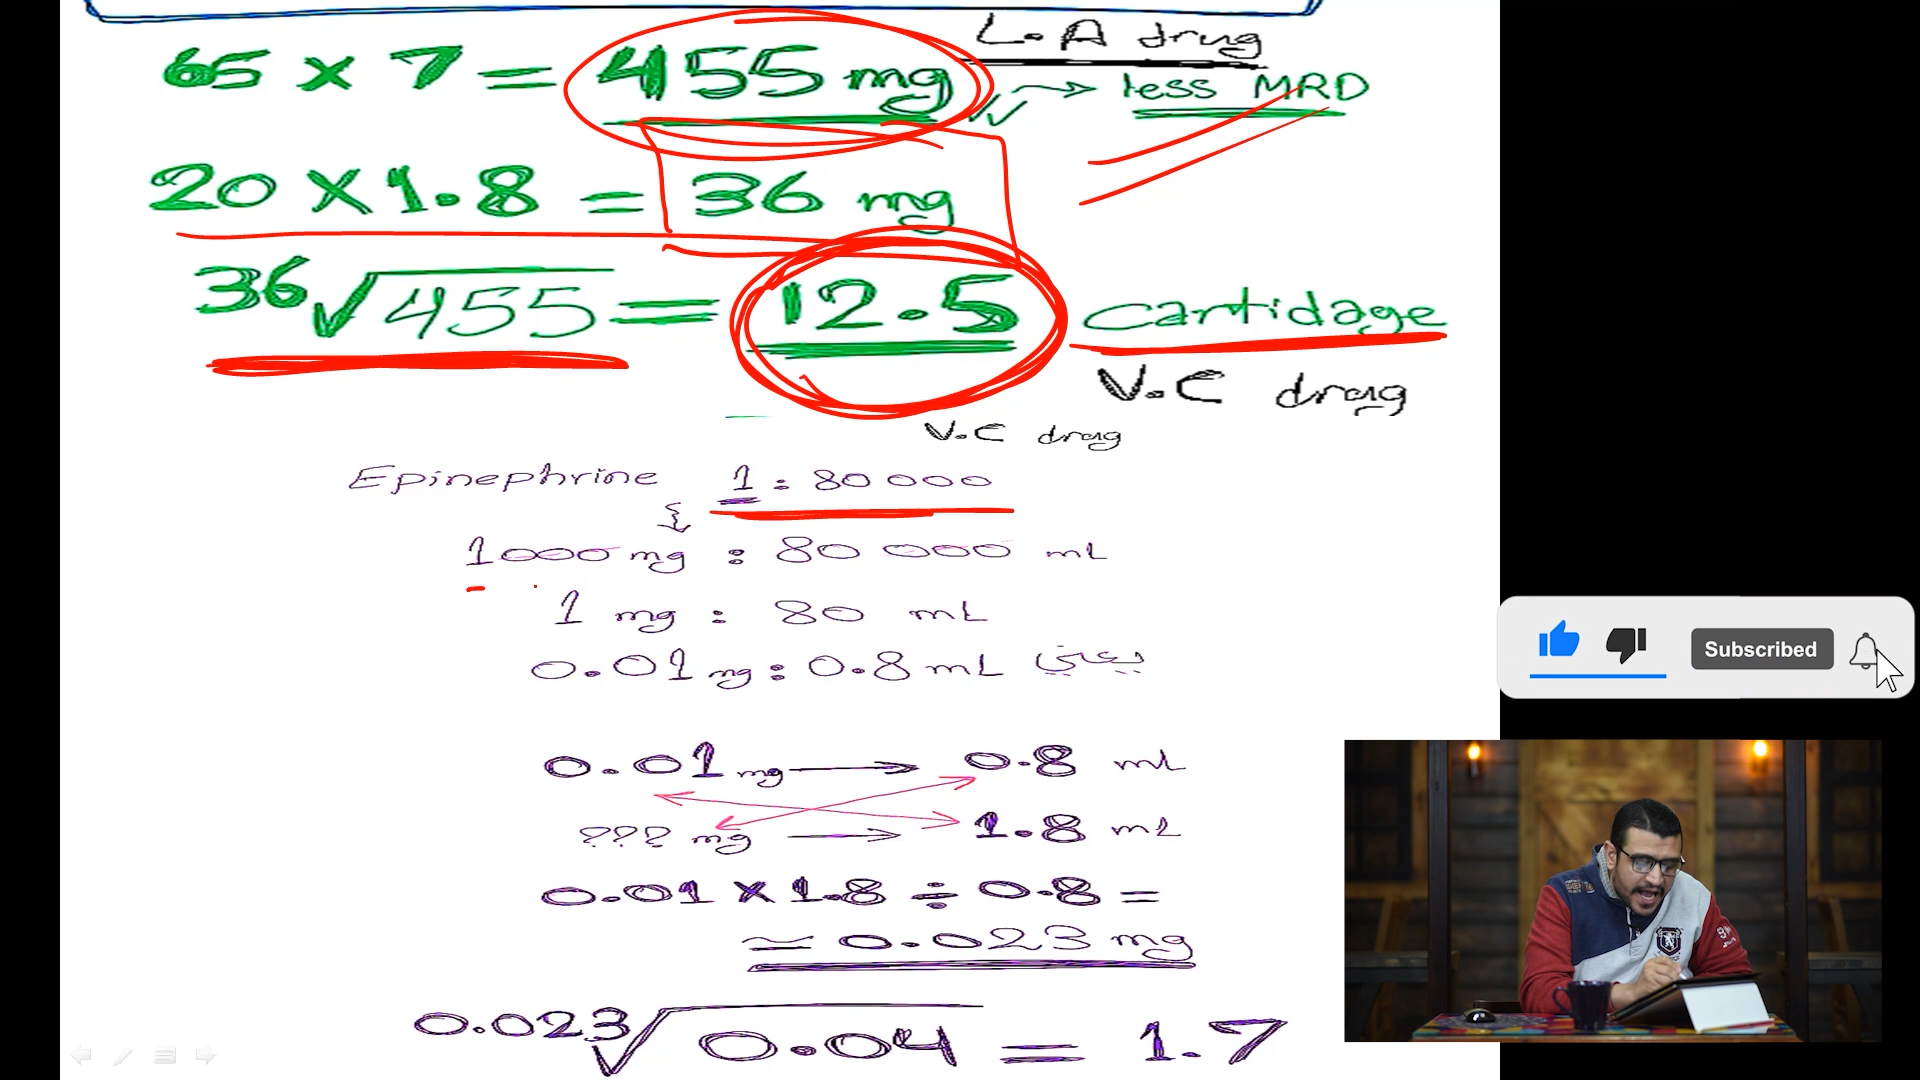 L.A drug
65 x 7 = 455 mg → less MRD
20 x 1.8 = 36 mg
36√455 = 12.5 cartidage
V.C drag
V.C drag
Epinephrine 1 : 80 000
1000 mg : 80 000 mL
1 mg : 80 mL
0.01 mg : 0.8 mL يعني
0.01 mg → 0.8 mL
??? mg → 1.8 mL
0.01 x 1.8 ÷ 0.8 =
≃ 0.023 mg
0.023√0.04 = 1.7
Subscribed